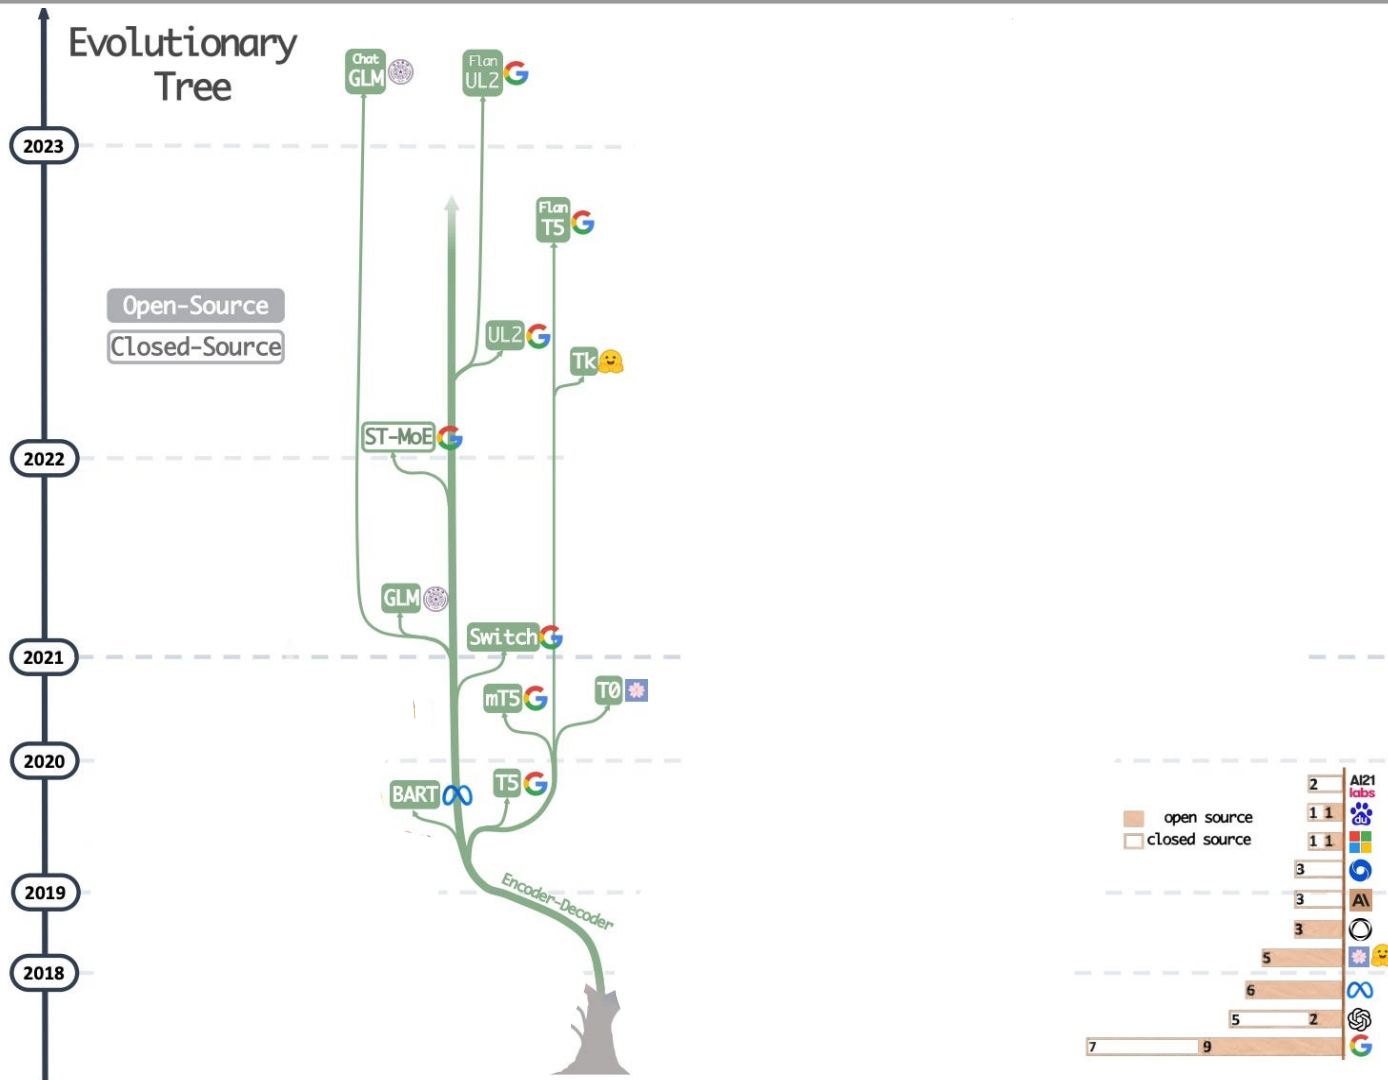 Evolutionary
Tree
Chat
GLM
Flan
UL2
2023
Flan
T5
Open-Source
Closed-Source
UL2
Tk
ST-MoE
2022
GLM
Switch
2021
mT5
T0
2020
T5
BART
2019
Encoder-Decoder
2018
2
AI21
labs
open source
closed source
1 1
du
1 1
3
3
A\
3
5
6
5 2
7 9